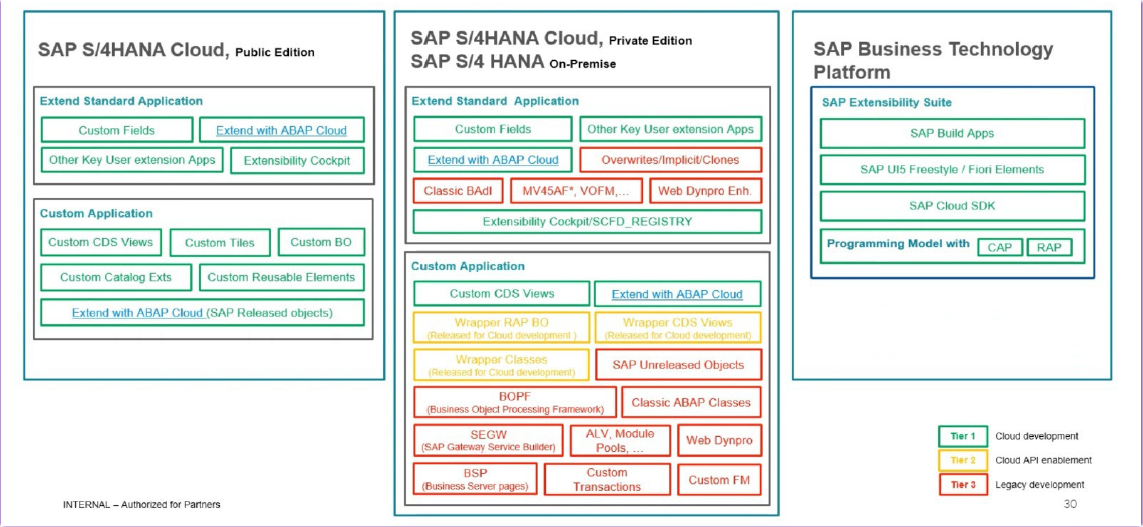 SAP S/4HANA Cloud, Public Edition
Extend Standard Application
Custom Fields
Extend with ABAP Cloud
Other Key User extension Apps
Extensibility Cockpit
Custom Application
Custom CDS Views
Custom Tiles
Custom BO
Custom Catalog Exts
Custom Reusable Elements
Extend with ABAP Cloud (SAP Released objects)
SAP S/4HANA Cloud, Private Edition
SAP S/4 HANA On-Premise
Extend Standard Application
Custom Fields
Other Key User extension Apps
Extend with ABAP Cloud
Overwrites/Implicit/Clones
Classic BAdI
MV45AF*, VOFM,...
Web Dynpro Enh.
Extensibility Cockpit/SCFD_REGISTRY
Custom Application
Custom CDS Views
Extend with ABAP Cloud
Wrapper RAP BO
(Released for Cloud development )
Wrapper CDS Views
(Released for Cloud development)
Wrapper Classes
(Released for Cloud development)
SAP Unreleased Objects
BOPF
(Business Object Processing Framework)
Classic ABAP Classes
SEGW
(SAP Gateway Service Builder)
ALV, Module
Pools, ...
Web Dynpro
BSP
(Business Server pages)
Custom
Transactions
Custom FM
SAP Business Technology
Platform
SAP Extensibility Suite
SAP Build Apps
SAP UI5 Freestyle / Fiori Elements
SAP Cloud SDK
Programming Model with CAP RAP
Tier 1 Cloud development
Tier 2 Cloud API enablement
Tier 3 Legacy development
INTERNAL – Authorized for Partners
30